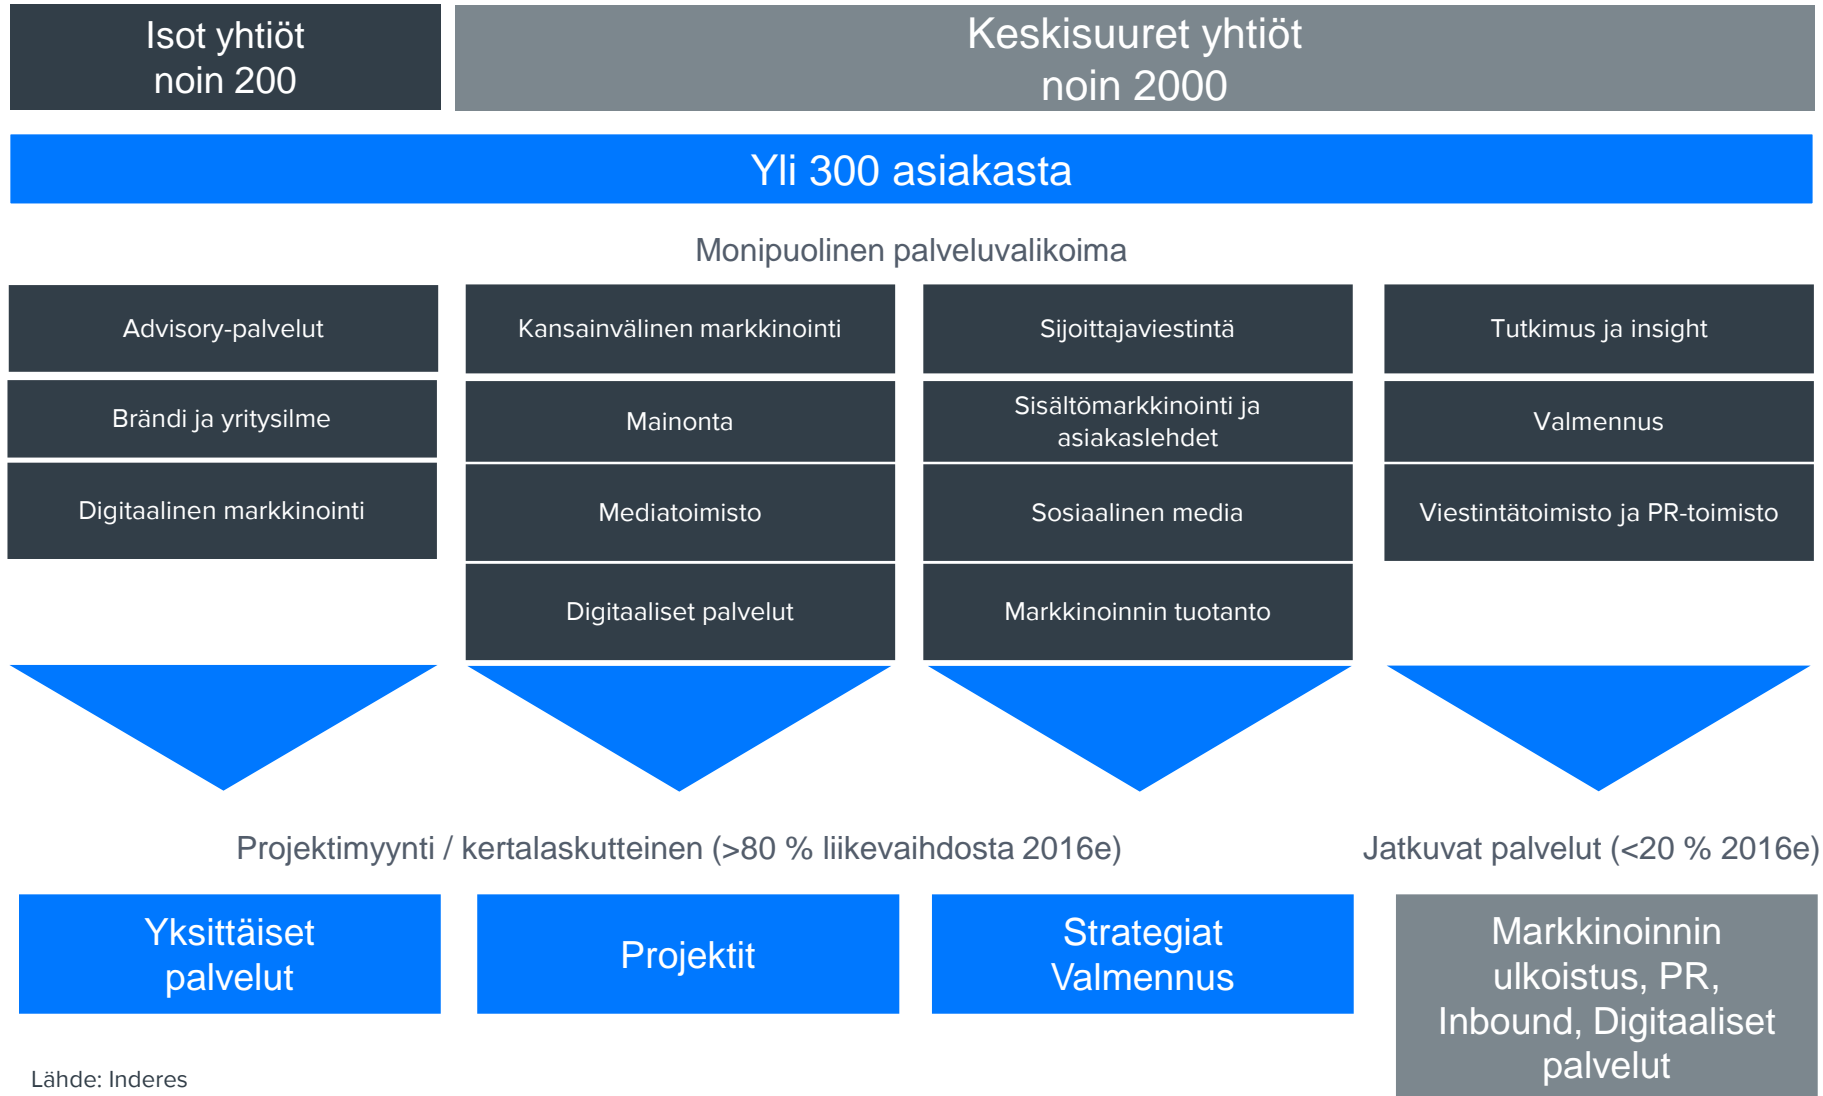 Isot yhtiöt
noin 200
Keskisuuret yhtiöt
noin 2000
Yli 300 asiakasta
Monipuolinen palveluvalikoima
Advisory-palvelut
Brändi ja yritysilme
Digitaalinen markkinointi
Kansainvälinen markkinointi
Mainonta
Mediatoimisto
Digitaaliset palvelut
Sijoittajaviestintä
Sisältömarkkinointi ja
asiakaslehdet
Sosiaalinen media
Markkinoinnin tuotanto
Tutkimus ja insight
Valmennus
Viestintätoimisto ja PR-toimisto
Projektimyynti / kertalaskutteinen (>80 % liikevaihdosta 2016e)
Jatkuvat palvelut (<20 % 2016e)
Yksittäiset
palvelut
Projektit
Strategiat
Valmennus
Markkinoinnin
ulkoistus, PR,
Inbound, Digitaaliset
palvelut
Lähde: Inderes